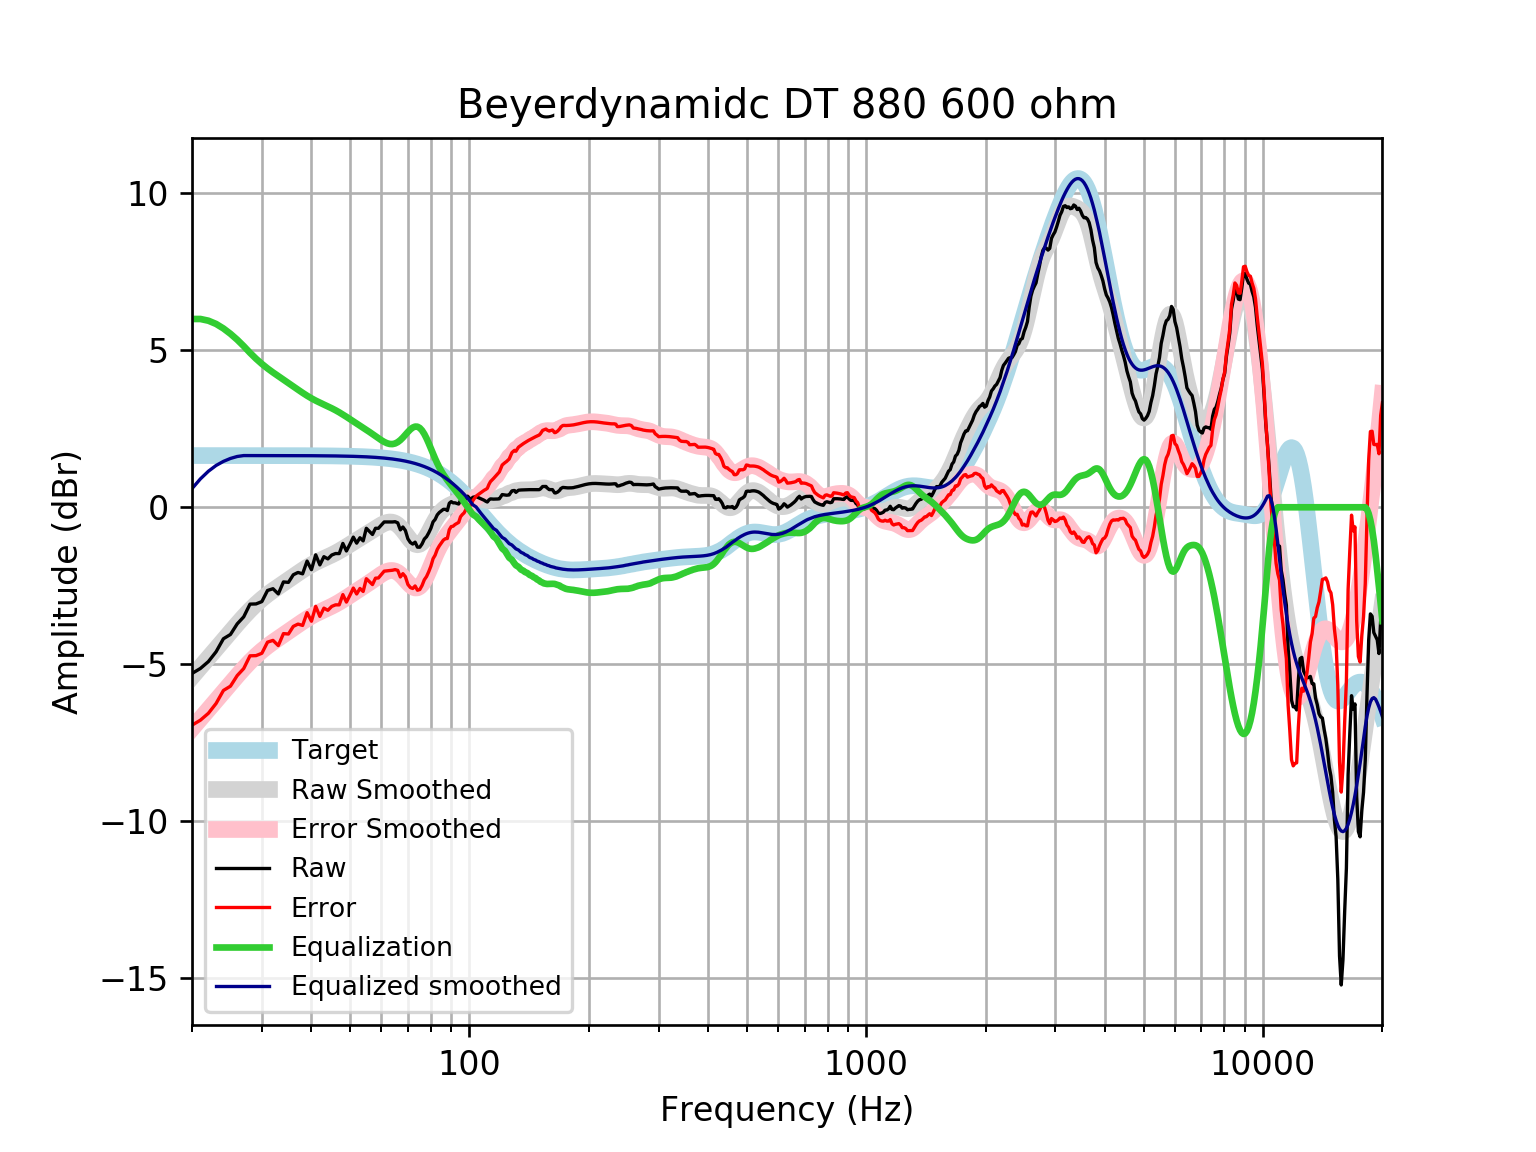 Beyerdynamidc DT 880 600 ohm
10
5
0
−5
−10
−15
Amplitude (dBr)
Target
Raw Smoothed
Error Smoothed
Raw
Error
Equalization
Equalized smoothed
100
1000
10000
Frequency (Hz)